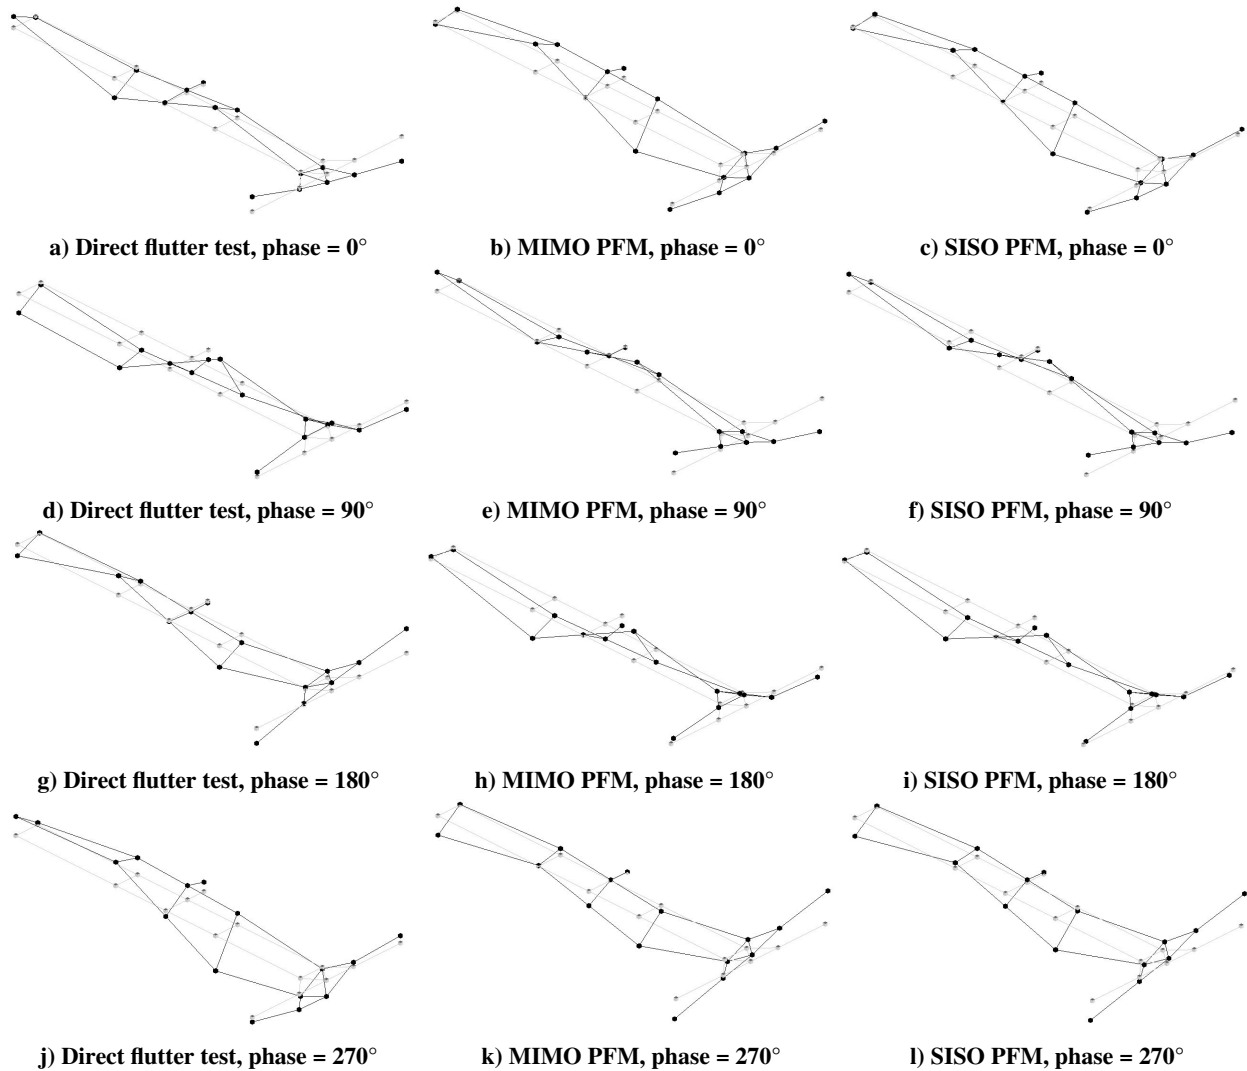 a) Direct flutter test, phase = 0°
b) MIMO PFM, phase = 0°
c) SISO PFM, phase = 0°
d) Direct flutter test, phase = 90°
e) MIMO PFM, phase = 90°
f) SISO PFM, phase = 90°
g) Direct flutter test, phase = 180°
h) MIMO PFM, phase = 180°
i) SISO PFM, phase = 180°
j) Direct flutter test, phase = 270°
k) MIMO PFM, phase = 270°
l) SISO PFM, phase = 270°